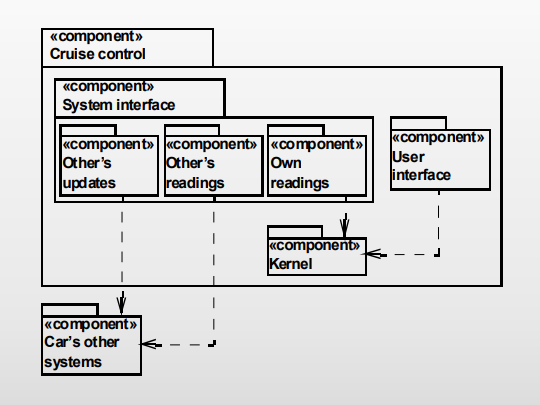 «component»
Cruise control
«component»
System interface
«component»
Other's
updates
«component»
Other's
readings
«component»
Own
readings
«component»
User
interface
«component»
Kernel
«component»
Car's other
systems